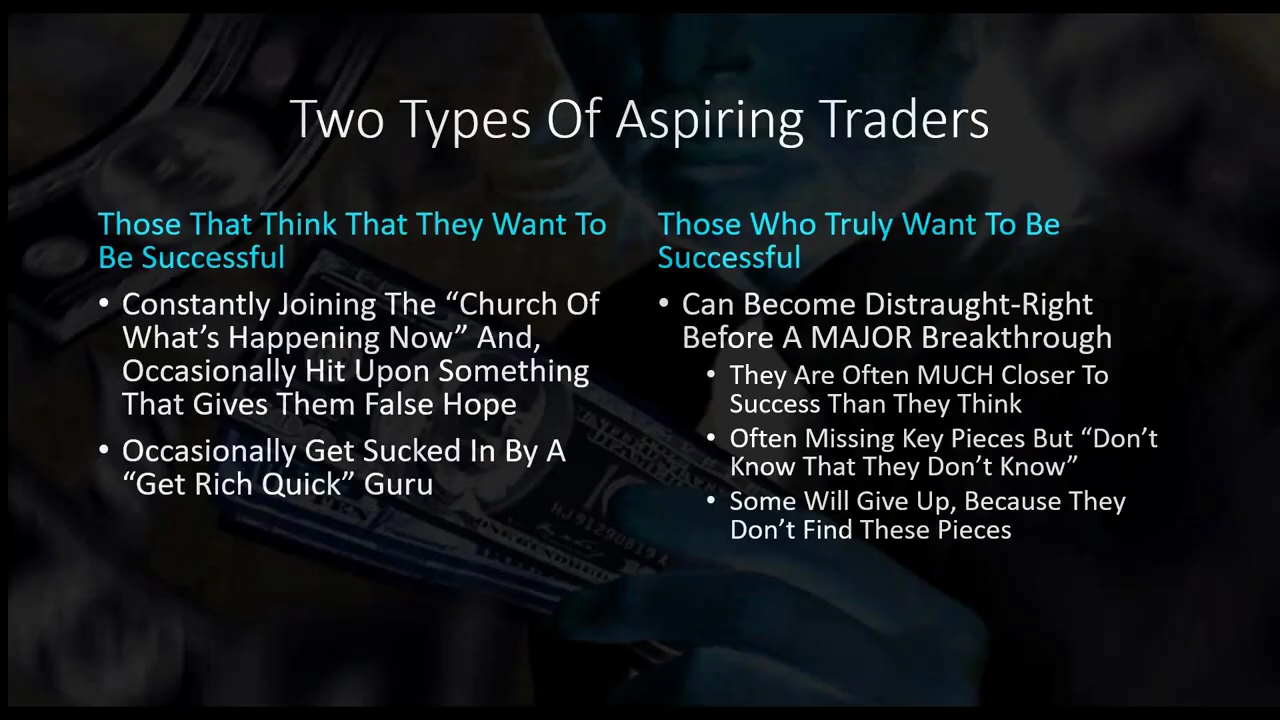 Two Types Of Aspiring Traders
Those That Think That They Want To
Be Successful
• Constantly Joining The “Church Of
What’s Happening Now” And,
Occasionally Hit Upon Something
That Gives Them False Hope
• Occasionally Get Sucked In By A
“Get Rich Quick” Guru
Those Who Truly Want To Be
Successful
• Can Become Distraught-Right
Before A MAJOR Breakthrough
• They Are Often MUCH Closer To
Success Than They Think
• Often Missing Key Pieces But “Don’t
Know That They Don’t Know”
• Some Will Give Up, Because They
Don’t Find These Pieces